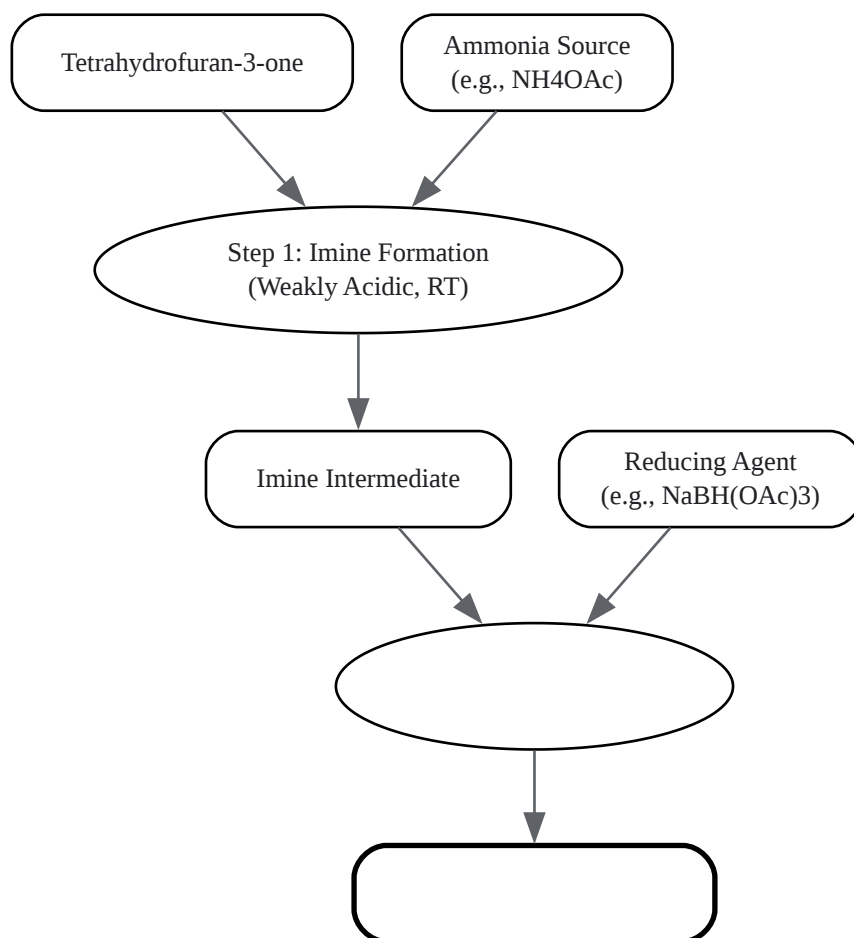 Tetrahydrofuran-3-one
Ammonia Source
(e.g., NH4OAc)
Step 1: Imine Formation
(Weakly Acidic, RT)
Imine Intermediate
Reducing Agent
(e.g., NaBH(OAc)3)